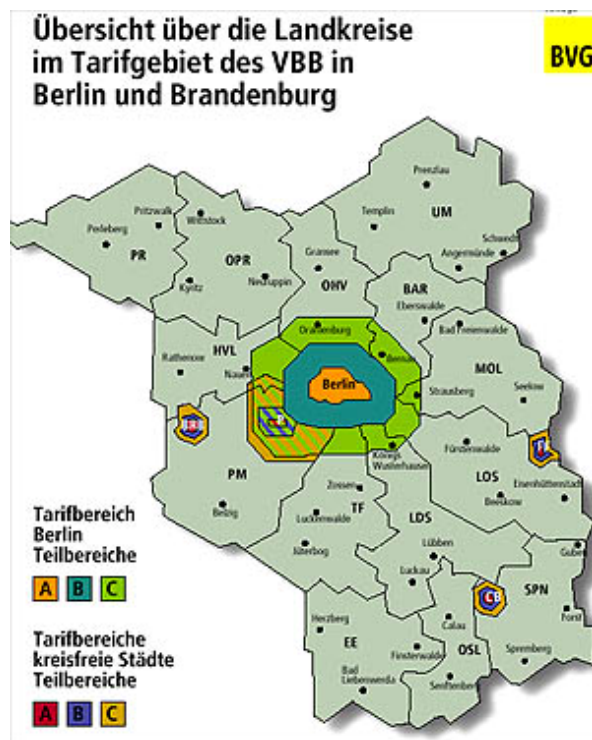 Übersicht über die Landkreise
im Tarifgebiet des VBB in
Berlin und Brandenburg
BVG
Prenzlau
Templin
UM
Schwedt
Angermünde
Pritzwalk
Wittstock
Perleberg
PR
OPR
Kyritz
Neuruppin
Gransee
OHV
BAR
Eberswalde
Oranienburg
Bad Freienwalde
HVL
Rathenow
Nauen
Bernau
MOL
Berlin
Strausberg
Seelow
PM
Königs
Wusterhausen
Fürstenwalde
LOS
Eisenhüttenstadt
Beeskow
Belzig
Zossen
TF
Luckenwalde
LDS
Jüterbog
Lübben
Guben
Luckau
SPN
CB
Forst
Herzberg
EE
Calau
Finsterwalde
OSL
Spremberg
Bad
Liebenwerda
Senftenberg
Tarifbereich
Berlin
Teilbereiche
A B C
Tarifbereiche
kreisfreie Städte
Teilbereiche
A B C